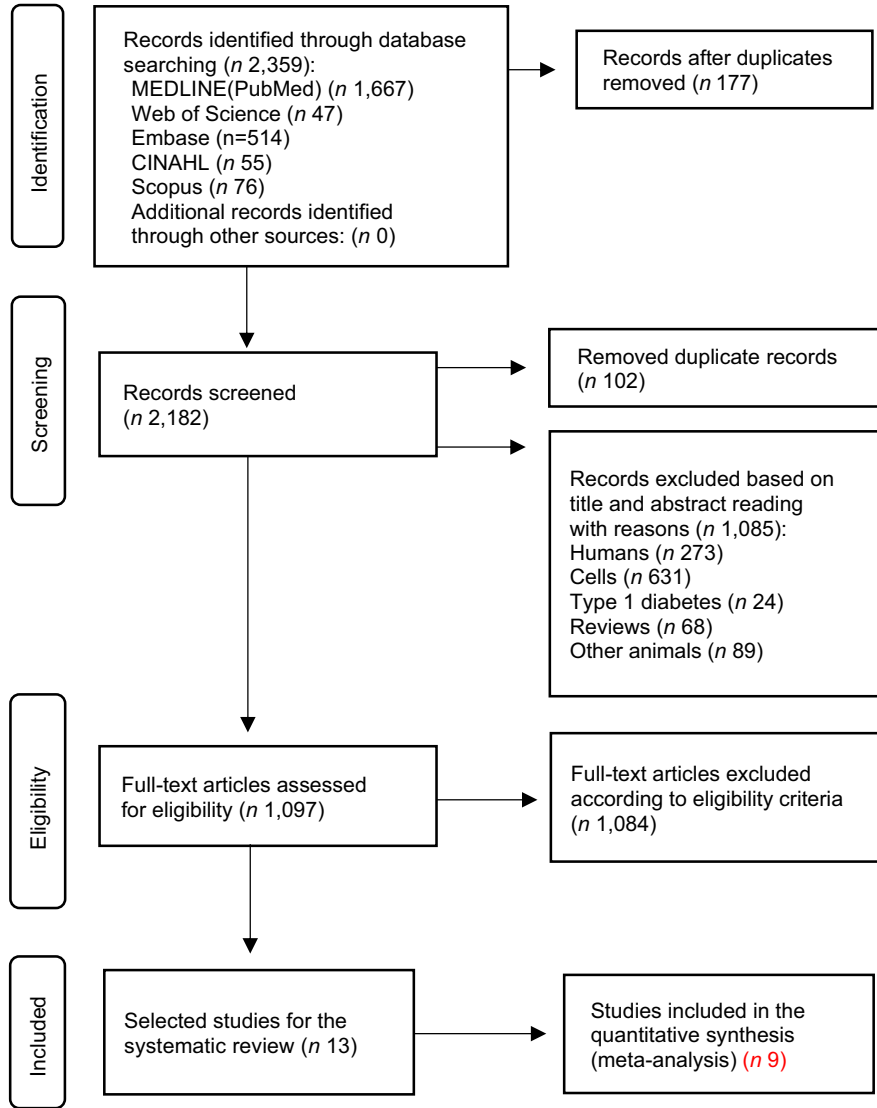 Identification
Records identified through database
searching (n 2,359):
MEDLINE(PubMed) (n 1,667)
Web of Science (n 47)
Embase (n=514)
CINAHL (n 55)
Scopus (n 76)
Additional records identified
through other sources: (n 0)
Records after duplicates
removed (n 177)
Screening
Records screened
(n 2,182)
Removed duplicate records
(n 102)
Records excluded based on
title and abstract reading
with reasons (n 1,085):
Humans (n 273)
Cells (n 631)
Type 1 diabetes (n 24)
Reviews (n 68)
Other animals (n 89)
Eligibility
Full-text articles assessed
for eligibility (n 1,097)
Full-text articles excluded
according to eligibility criteria
(n 1,084)
Included
Selected studies for the
systematic review (n 13)
Studies included in the
quantitative synthesis
(meta-analysis) (n 9)